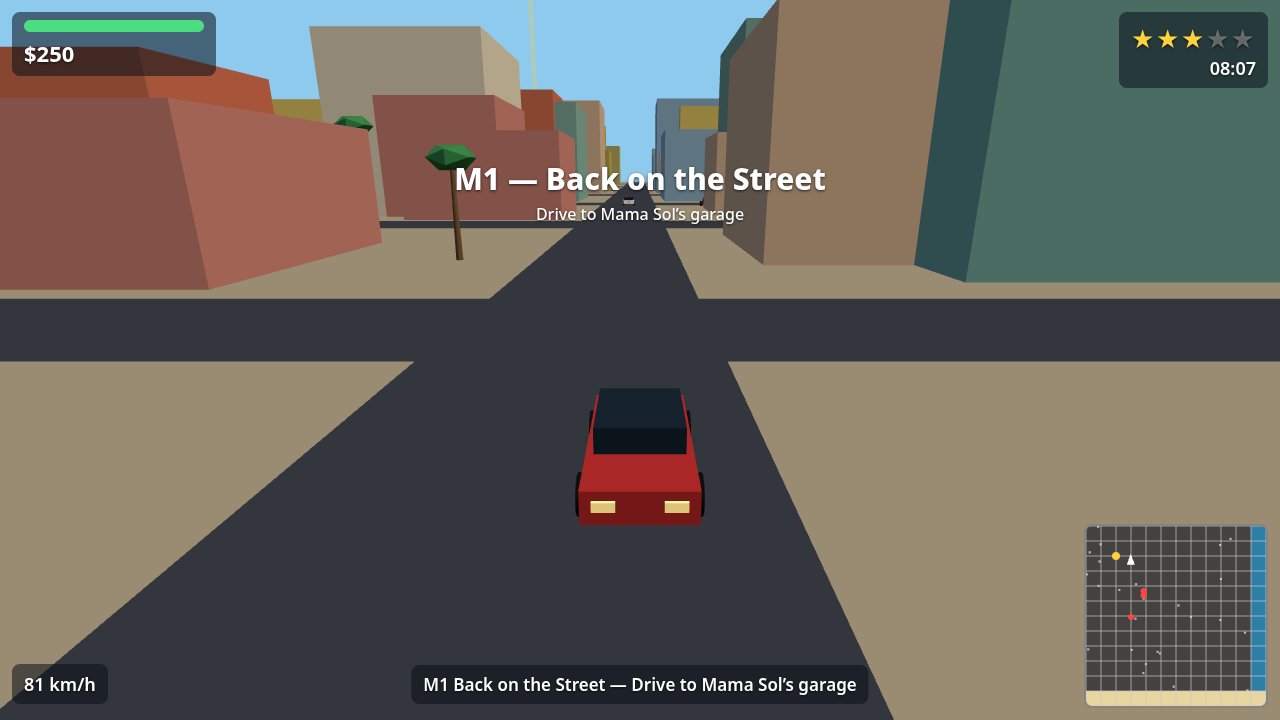 $250
08:07
M1 — Back on the Street
Drive to Mama Sol's garage
81 km/h
M1 Back on the Street — Drive to Mama Sol's garage